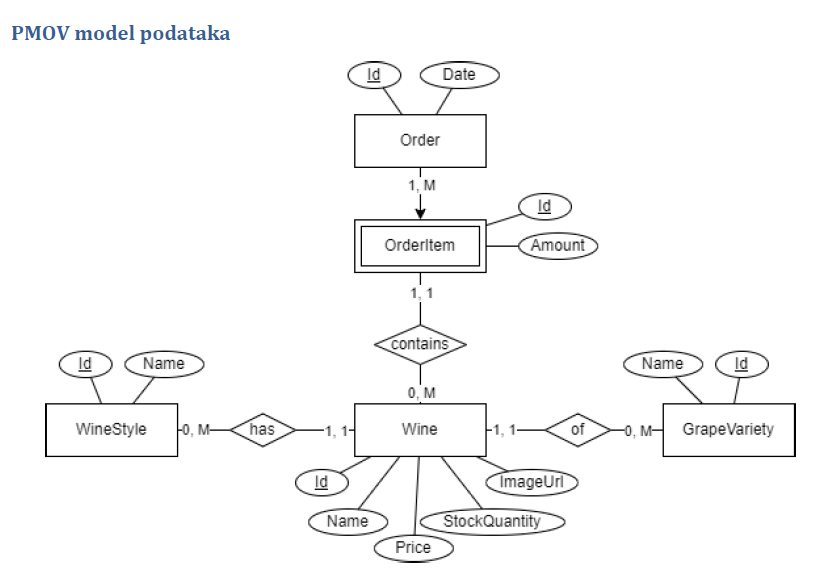 PMOV model podataka
Id
Date
Order
1, M
Id
OrderItem
Amount
1, 1
contains
Id
Name
Name
Id
0, M
WineStyle
0, M
has
1, 1
Wine
1, 1
of
0, M
GrapeVariety
Id
ImageUrl
Name
StockQuantity
Price